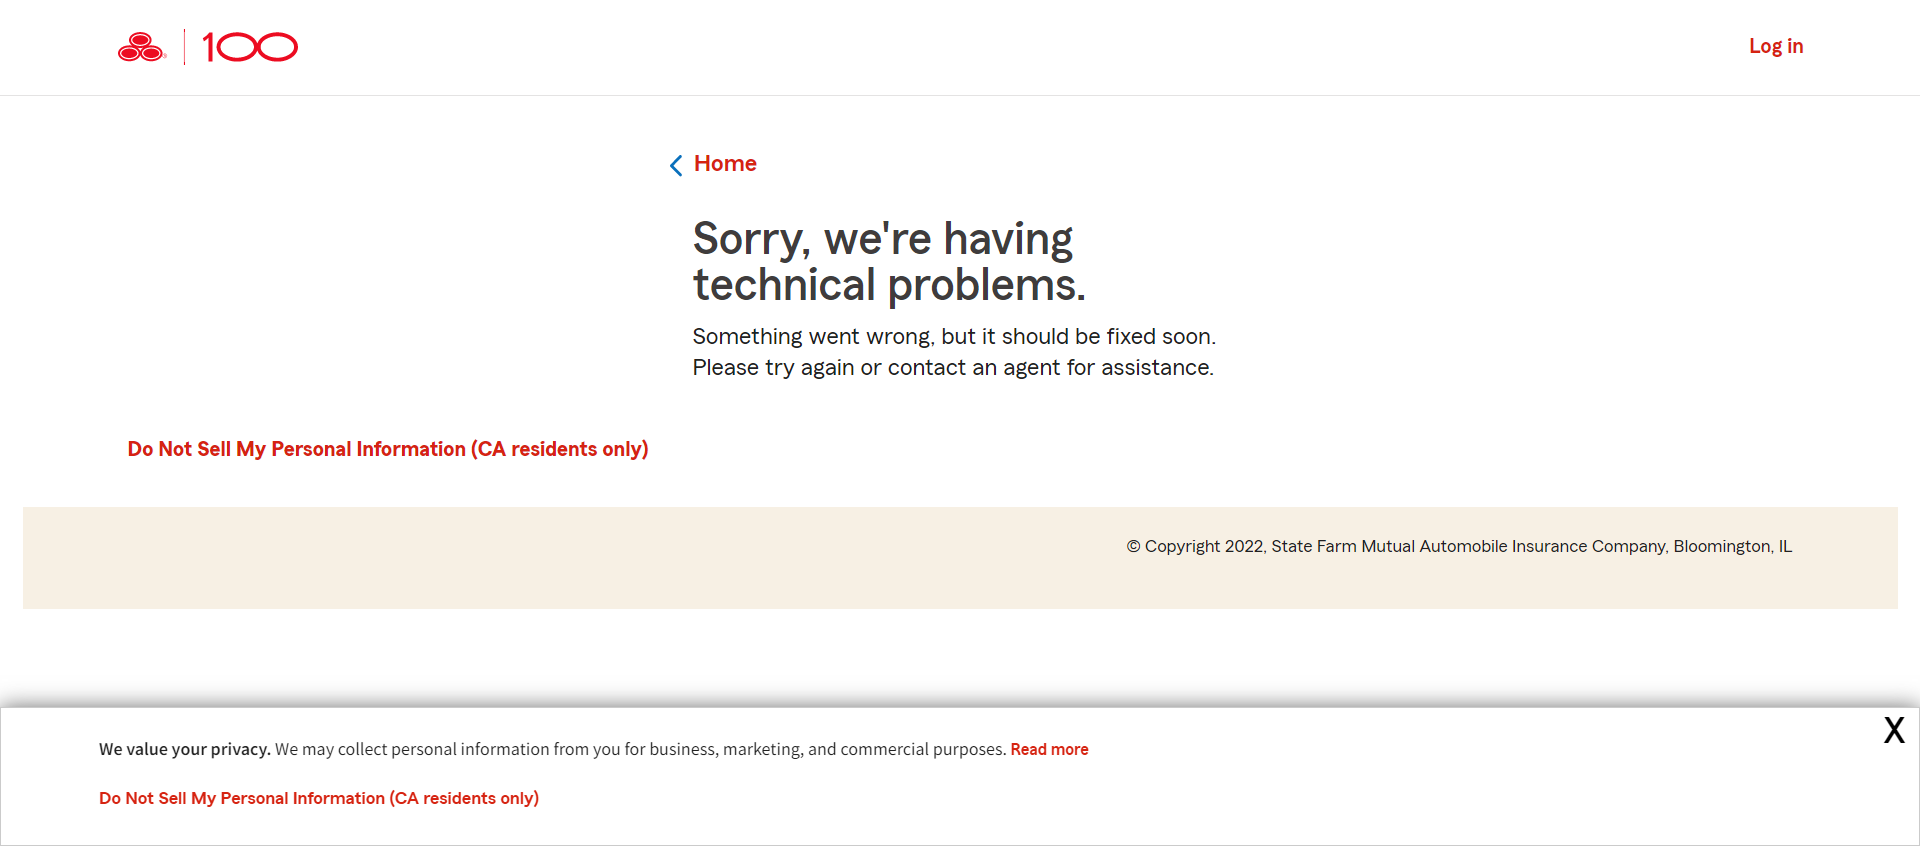 100
Log in
Home
Sorry, we're having
technical problems.
Something went wrong, but it should be fixed soon.
Please try again or contact an agent for assistance.
Do Not Sell My Personal Information (CA residents only)
© Copyright 2022, State Farm Mutual Automobile Insurance Company, Bloomington, IL
X
We value your privacy. We may collect personal information from you for business, marketing, and commercial purposes. Read more
Do Not Sell My Personal Information (CA residents only)